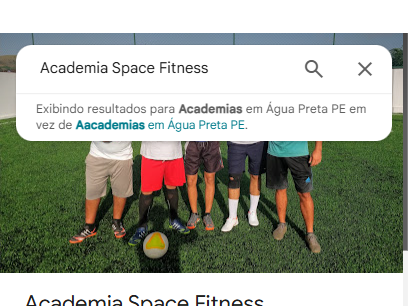 Academia Space Fitness
Exibindo resultados para Academias em Água Preta PE em
vez de Aacademias em Água Preta PE.
Academia Space Fitness